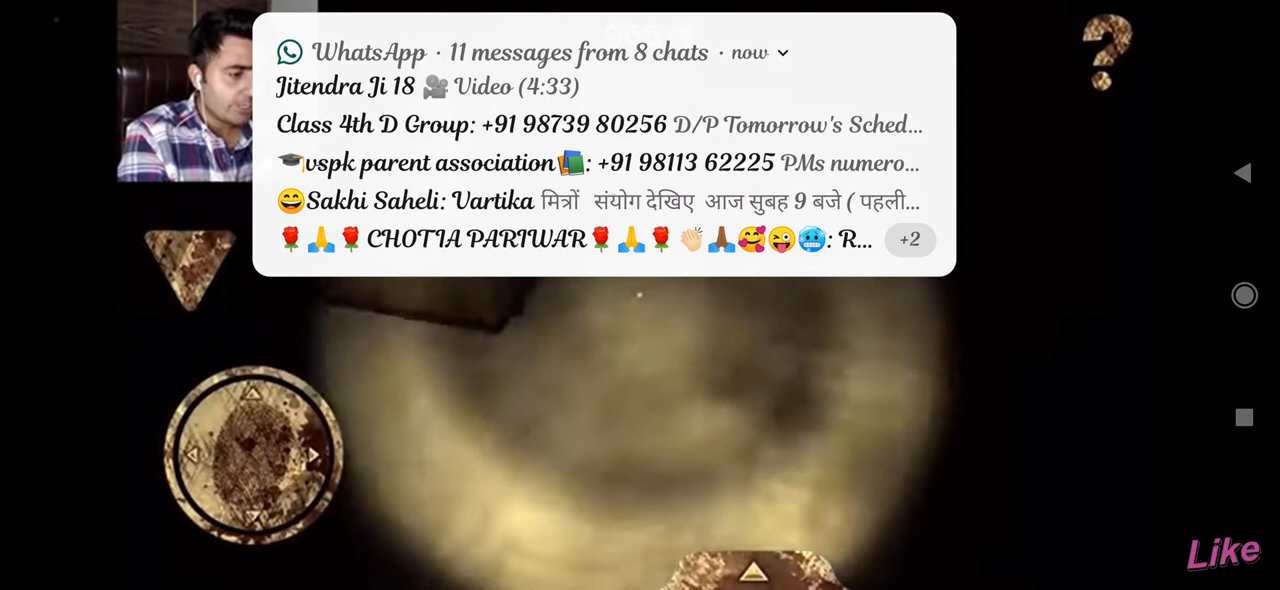 WhatsApp · 11 messages from 8 chats · now
Jitendra Ji 18 🎥 Video (4:33)
Class 4th D Group: +91 98739 80256 D/P Tomorrow's Sched...
🎓vspk parent association📚: +91 98113 62225 PMs numero...
😄Sakhi Saheli: Vartika मित्रों संयोग देखिए आज सुबह 9 बजे ( पहली...
🌹🙏🌹CHOTIA PARIWAR🌹🙏🌹👏🏻🙏🏾🥰😜🥶: R...
+2
?
Like